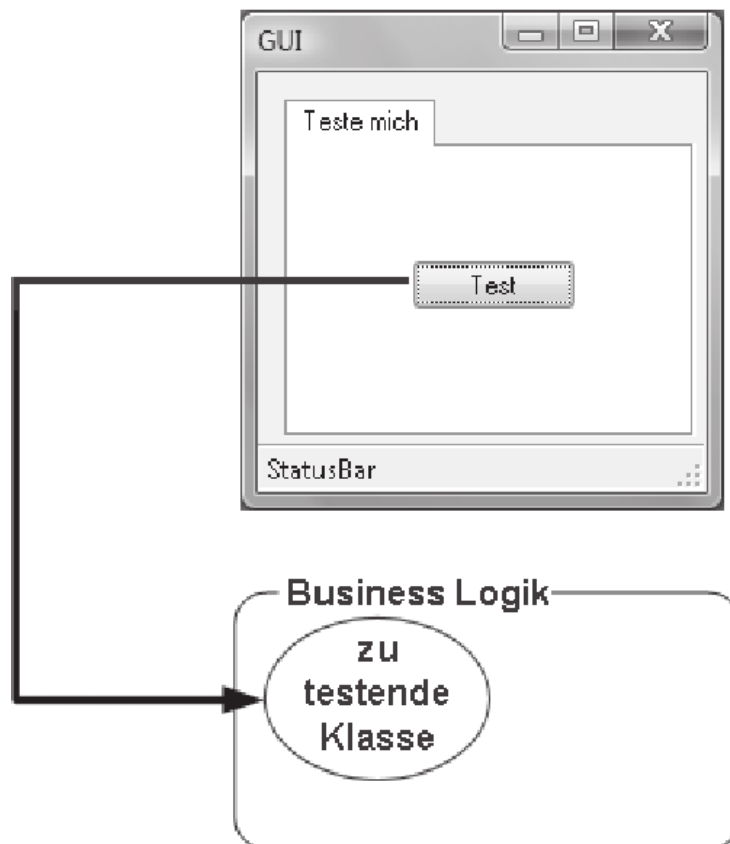 GUI
Teste mich
Test
StatusBar
Business Logik
zu
testende
Klasse